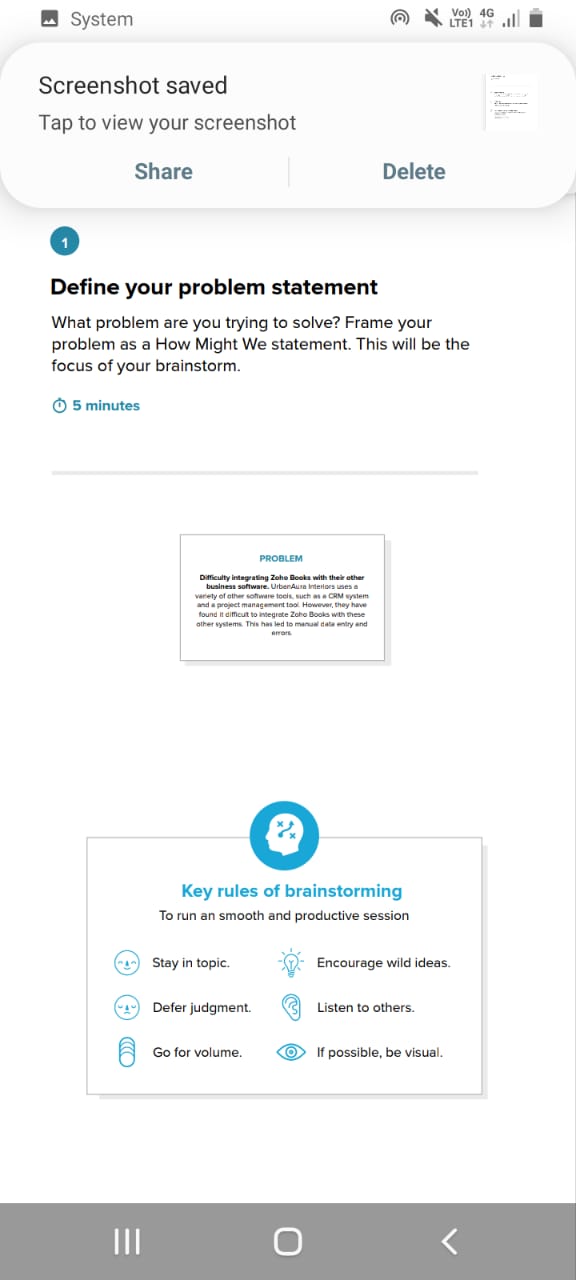 System
Vo)) 4G
LTE1
Screenshot saved
Tap to view your screenshot
Share Delete
1
Define your problem statement
What problem are you trying to solve? Frame your
problem as a How Might We statement. This will be the
focus of your brainstorm.
5 minutes
PROBLEM
Difficulty integrating Zoho Books with their other
business software. UrbanAura Interiors uses a
variety of other software tools, such as a CRM system
and a project management tool. However, they have
found it difficult to integrate Zoho Books with these
other systems. This has led to manual data entry and
errors.
Key rules of brainstorming
To run an smooth and productive session
Stay in topic. Encourage wild ideas.
Defer judgment. Listen to others.
Go for volume. If possible, be visual.